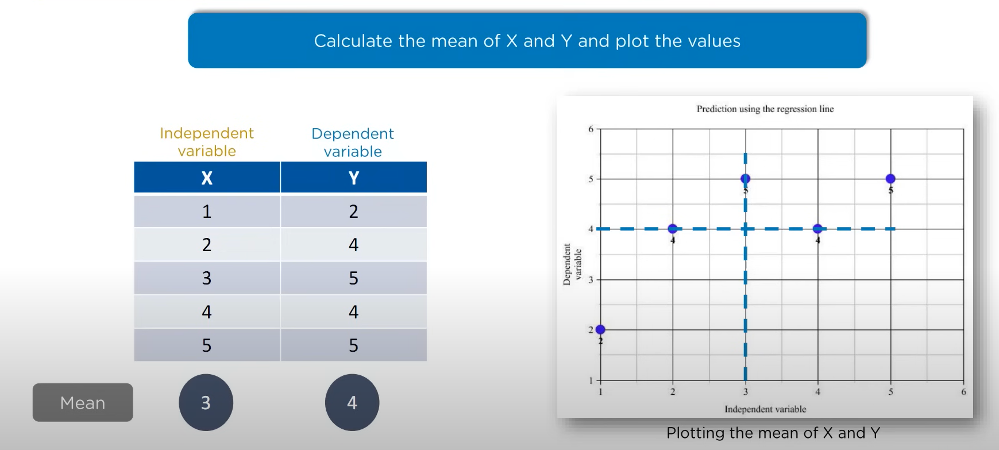 Calculate the mean of X and Y and plot the values
Independent
variable
Dependent
variable
X Y
1 2
2 4
3 5
4 4
5 5
Mean 3 4
Prediction using the regression line
6
5
4
3
2
1
5
5
4
4
2
1 2 3 4 5 6
Dependent
variable
Independent variable
Plotting the mean of X and Y